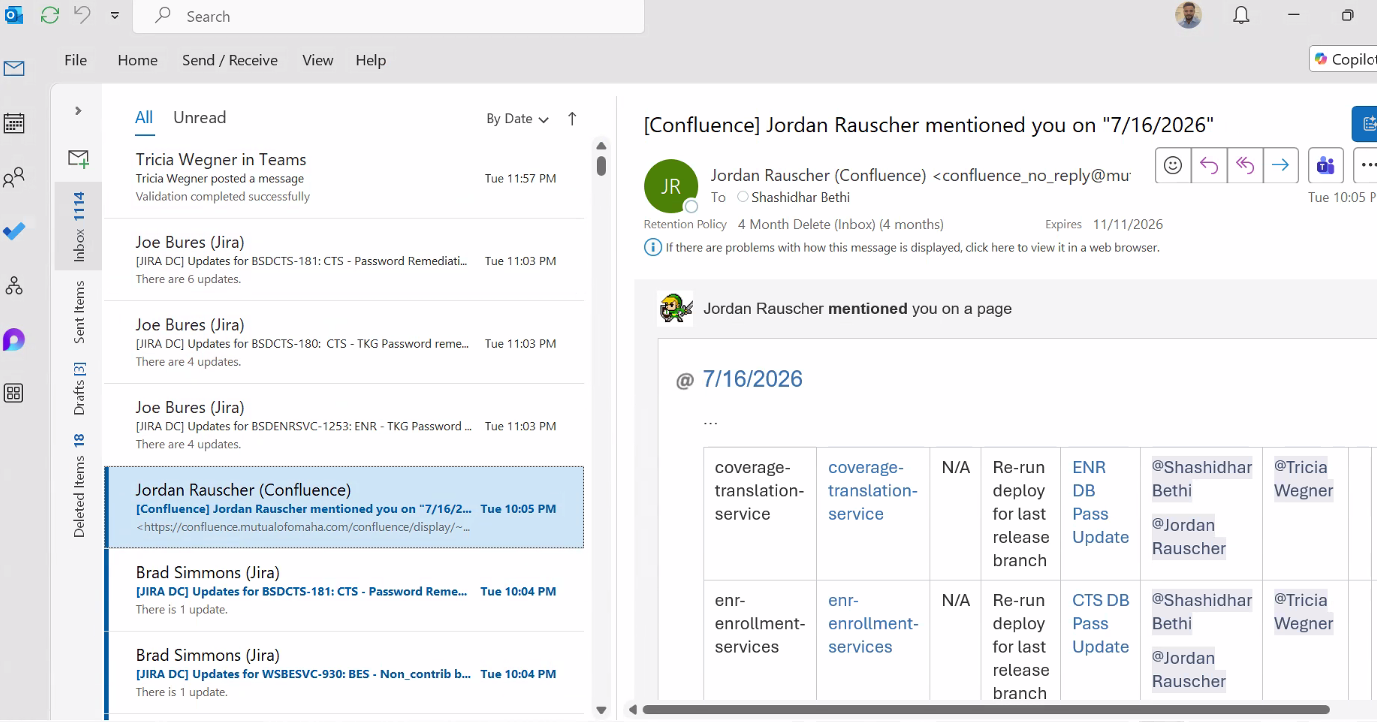 Search
File Home Send / Receive View Help
Copilot
All Unread By Date
Inbox 1114
Sent Items
Drafts [3]
Deleted Items 18
Tricia Wegner in Teams
Tricia Wegner posted a message Tue 11:57 PM
Validation completed successfully
Joe Bures (Jira)
[JIRA DC] Updates for BSDCTS-181: CTS - Password Remediati... Tue 11:03 PM
There are 6 updates.
Joe Bures (Jira)
[JIRA DC] Updates for BSDCTS-180: CTS - TKG Password reme... Tue 11:03 PM
There are 4 updates.
Joe Bures (Jira)
[JIRA DC] Updates for BSDENRSVC-1253: ENR - TKG Password ... Tue 11:03 PM
There are 4 updates.
Jordan Rauscher (Confluence)
[Confluence] Jordan Rauscher mentioned you on "7/16/2... Tue 10:05 PM
<https://confluence.mutualofomaha.com/confluence/display/~...
Brad Simmons (Jira)
[JIRA DC] Updates for BSDCTS-181: CTS - Password Reme... Tue 10:04 PM
There is 1 update.
Brad Simmons (Jira)
[JIRA DC] Updates for WSBESVC-930: BES - Non_contrib b... Tue 10:04 PM
There is 1 update.
[Confluence] Jordan Rauscher mentioned you on "7/16/2026"
JR
Jordan Rauscher (Confluence) <confluence_no_reply@mu
To Shashidhar Bethi
Tue 10:05 P
Retention Policy 4 Month Delete (Inbox) (4 months) Expires 11/11/2026
If there are problems with how this message is displayed, click here to view it in a web browser.
Jordan Rauscher mentioned you on a page
@ 7/16/2026
...
coverage- coverage- N/A Re-run ENR @Shashidhar @Tricia
translation- translation- deploy DB Bethi Wegner
service service for last Pass @Jordan
release Update Rauscher
branch
enr- enr- N/A Re-run CTS DB @Shashidhar @Tricia
enrollment- enrollment- deploy Pass Bethi Wegner
services services for last Update @Jordan
release Rauscher
branch